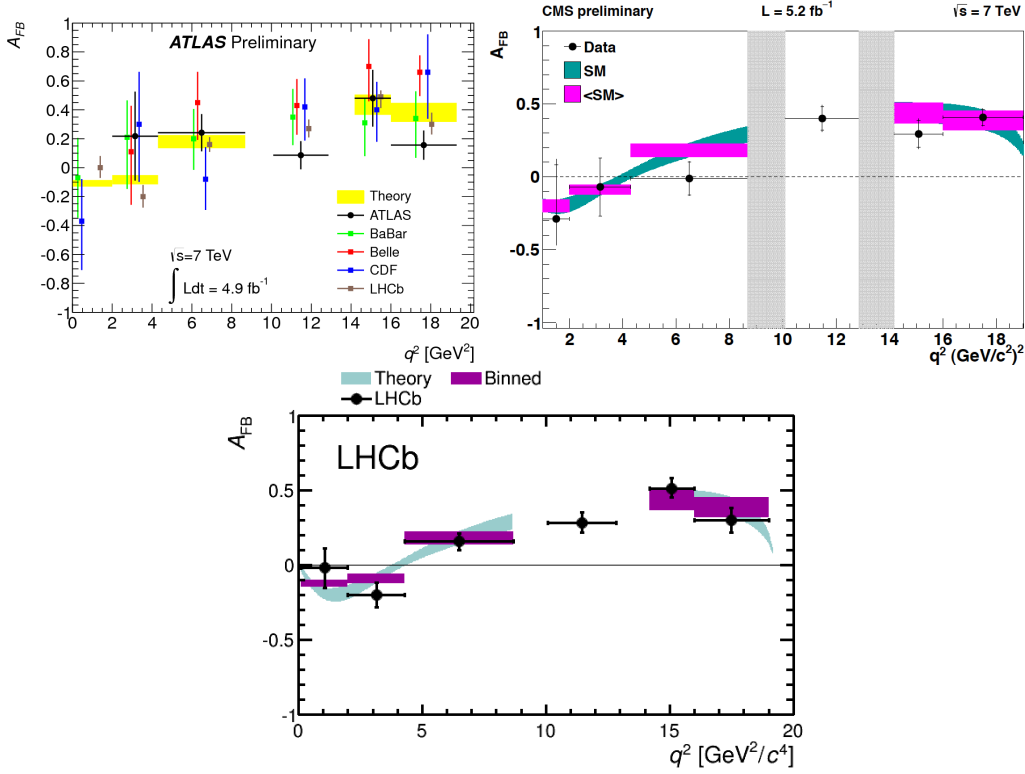 ATLAS Preliminary
A_FB
1
0.8
0.6
0.4
0.2
0
-0.2
-0.4
-0.6
-0.8
-1
Theory
ATLAS
BaBar
Belle
CDF
LHCb
√s=7 TeV
∫ Ldt = 4.9 fb⁻¹
0 2 4 6 8 10 12 14 16 18 20
q² [GeV²]
CMS preliminary L = 5.2 fb⁻¹ √s = 7 TeV
A_FB
1
0.5
0
-0.5
-1
Data
SM
<SM>
2 4 6 8 10 12 14 16 18
q² (GeV/c²)²
Theory Binned
LHCb
A_FB
1
0.5
0
-0.5
-1
LHCb
0 5 10 15 20
q² [GeV²/c⁴]